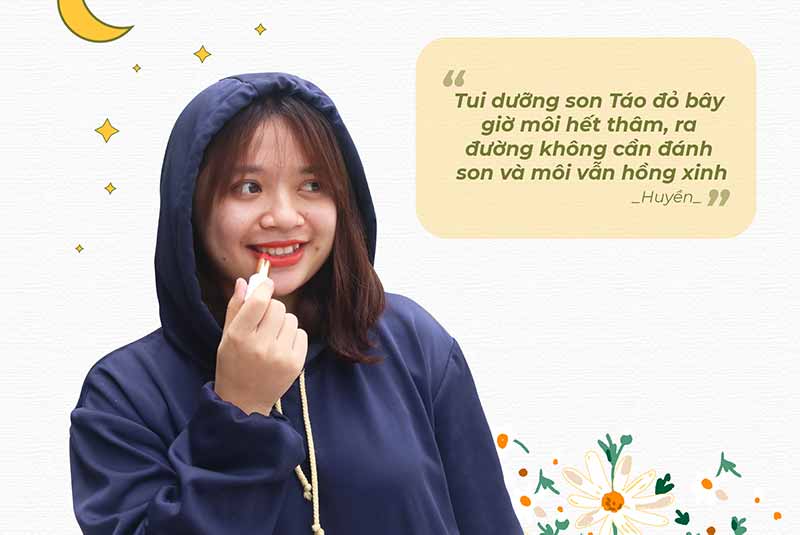 “
Tui dưỡng son Táo đỏ bây
giờ môi hết thâm, ra
đường không cần đánh
son và môi vẫn hồng xinh
_Huyền_ ”